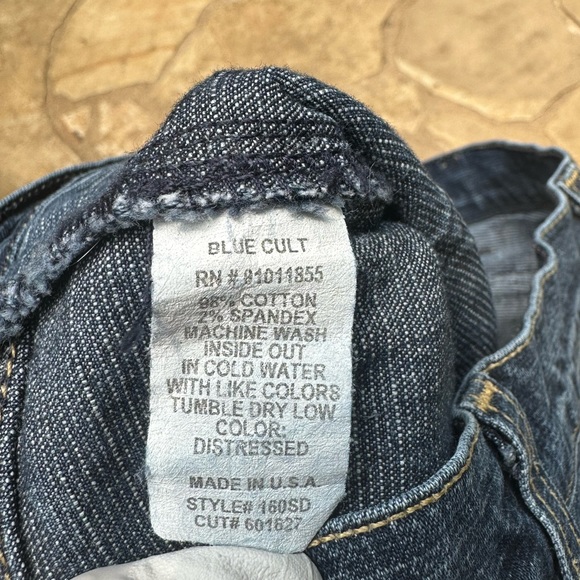 BLUE CULT
RN # 91011855
98% COTTON
2% SPANDEX
MACHINE WASH
INSIDE OUT
IN COLD WATER
WITH LIKE COLORS
TUMBLE DRY LOW
COLOR:
DISTRESSED
MADE IN U.S.A.
STYLE# 160SD
CUT# 601627